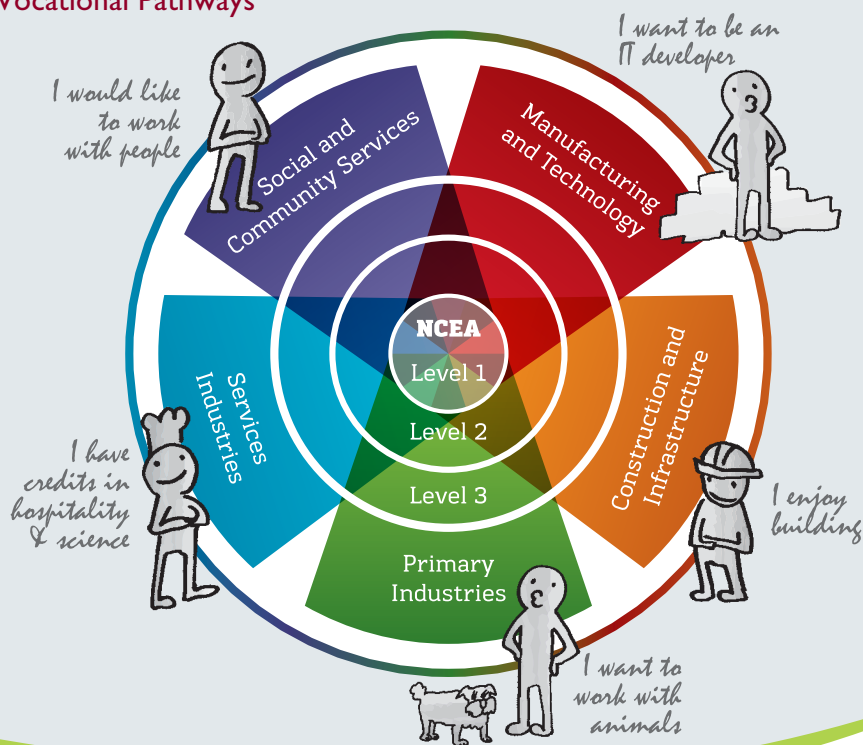 Vocational Pathways
I want to be an
IT developer
I would like
to work
with people
Social and
Community Services
Manufacturing
and Technology
NCEA
Level 1
Level 2
Level 3
Services
Industries
Construction and
Infrastructure
I have
credits in
hospitality
& science
I enjoy
building
Primary
Industries
I want to
work with
animals